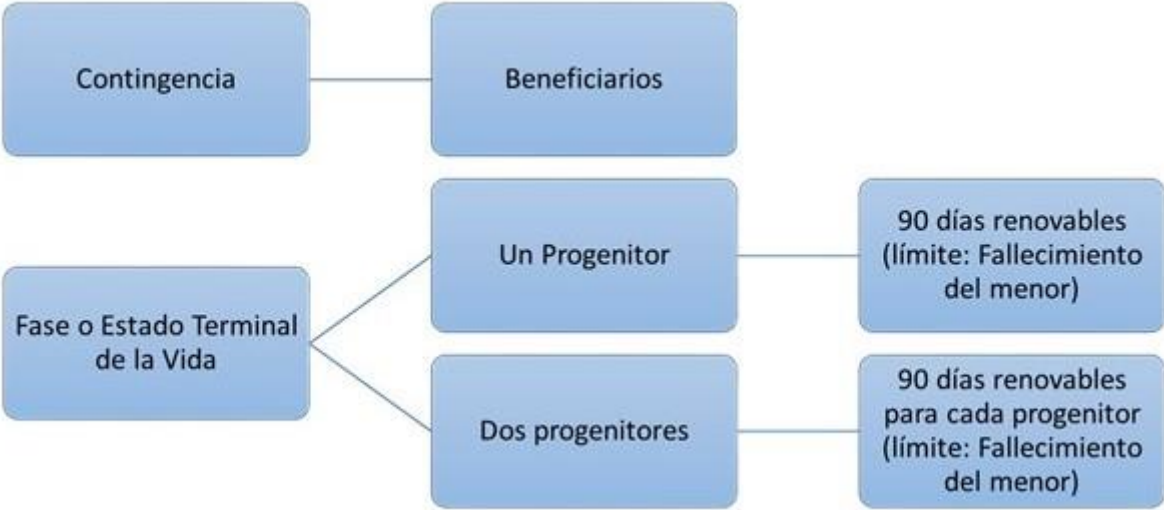 Contingencia
Beneficiarios
Fase o Estado Terminal
de la Vida
Un Progenitor
90 días renovables
(límite: Fallecimiento
del menor)
Dos progenitores
90 días renovables
para cada progenitor
(límite: Fallecimiento
del menor)